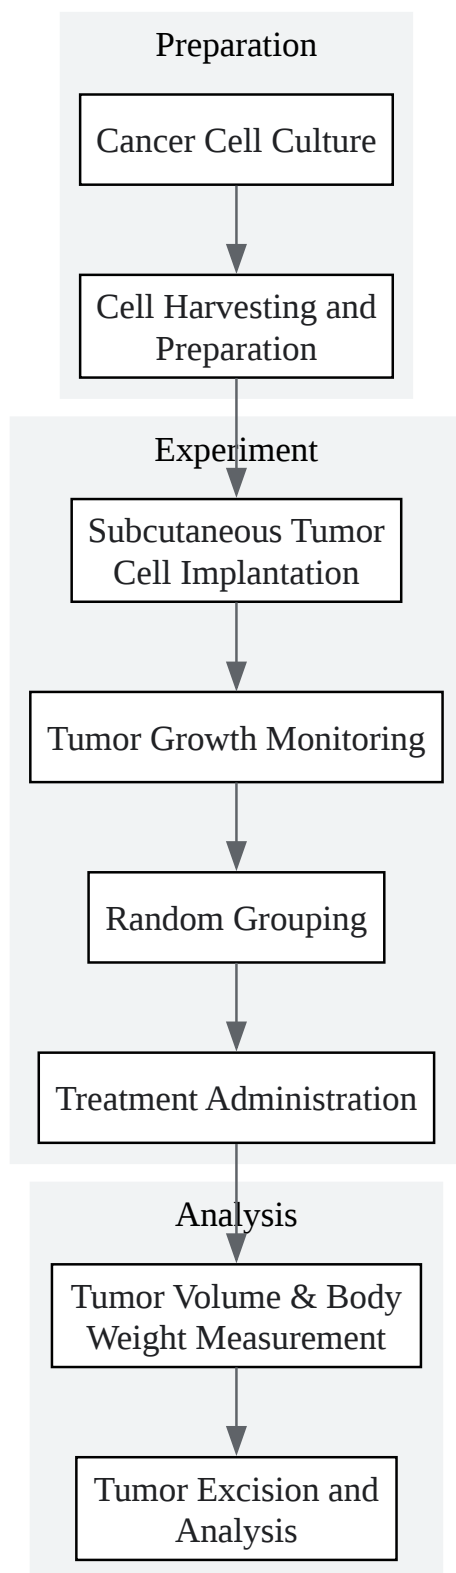 Preparation
Cancer Cell Culture
Cell Harvesting and
Preparation
Experiment
Subcutaneous Tumor
Cell Implantation
Tumor Growth Monitoring
Random Grouping
Treatment Administration
Analysis
Tumor Volume & Body
Weight Measurement
Tumor Excision and
Analysis